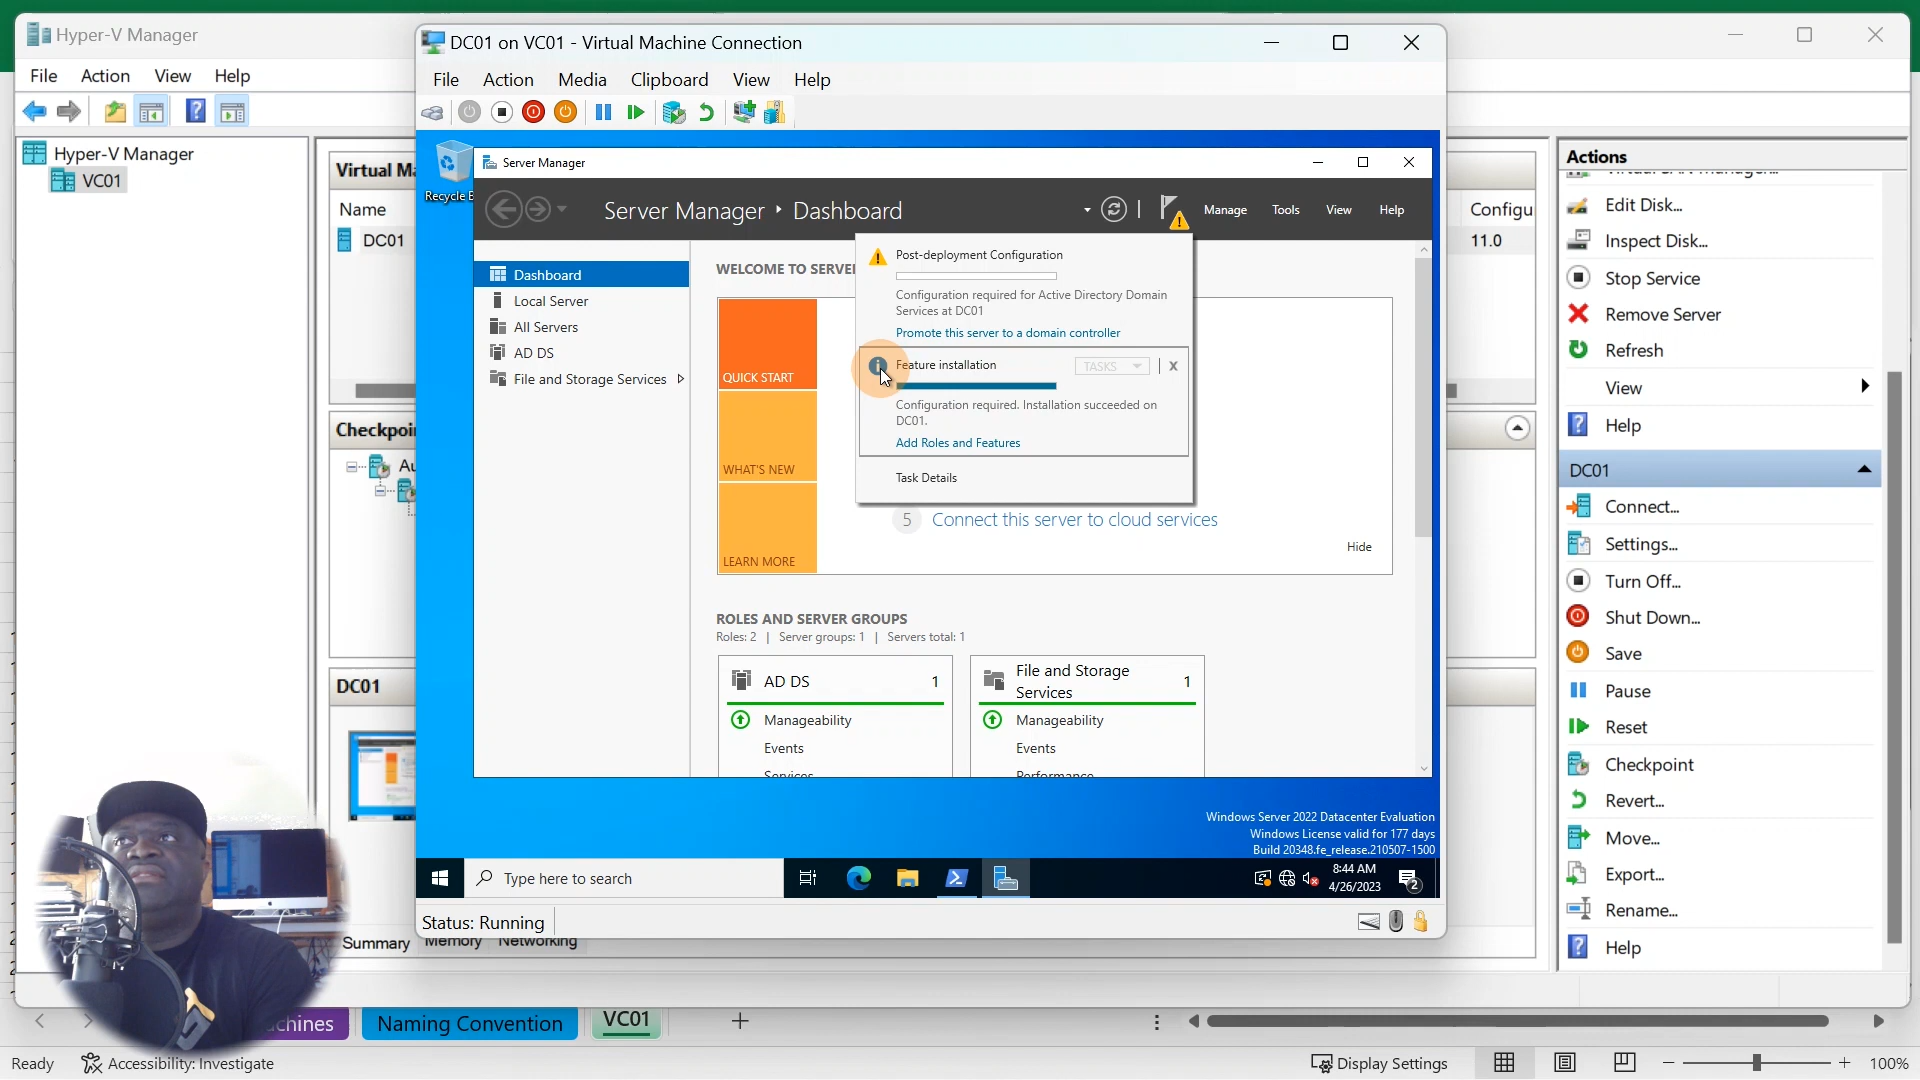 Hyper-V Manager
File Action View Help
Hyper-V Manager
VC01
Virtual
Name
DC01
DC01
Summary Memory Networking
DC01 on VC01 - Virtual Machine Connection
File Action Media Clipboard View Help
Recycle
Server Manager
Server Manager ‣ Dashboard
Manage Tools View Help
Dashboard
Local Server
All Servers
AD DS
File and Storage Services
WELCOME TO
QUICK START
WHAT'S NEW
LEARN MORE
Post-deployment Configuration
Configuration required for Active Directory Domain
Services at DC01
Promote this server to a domain controller
Feature installation
TASKS
X
Configuration required. Installation succeeded on
DC01.
Add Roles and Features
Task Details
5 Connect this server to cloud services
Hide
ROLES AND SERVER GROUPS
Roles: 2 | Server groups: 1 | Servers total: 1
AD DS 1
Manageability
Events
Services
File and Storage
Services 1
Manageability
Events
Performance
Windows Server 2022 Datacenter Evaluation
Windows License valid for 177 days
Build 20348.fe_release.210507-1500
Type here to search
8:44 AM
4/26/2023
2
Status: Running
11.0
Actions
Edit Disk...
Inspect Disk...
Stop Service
Remove Server
Refresh
View
Help
DC01
Connect...
Settings...
Turn Off...
Shut Down...
Save
Pause
Reset
Checkpoint
Revert...
Move...
Export...
Rename...
Help
Naming Convention
VC01
Ready
Accessibility: Investigate
Display Settings
100%